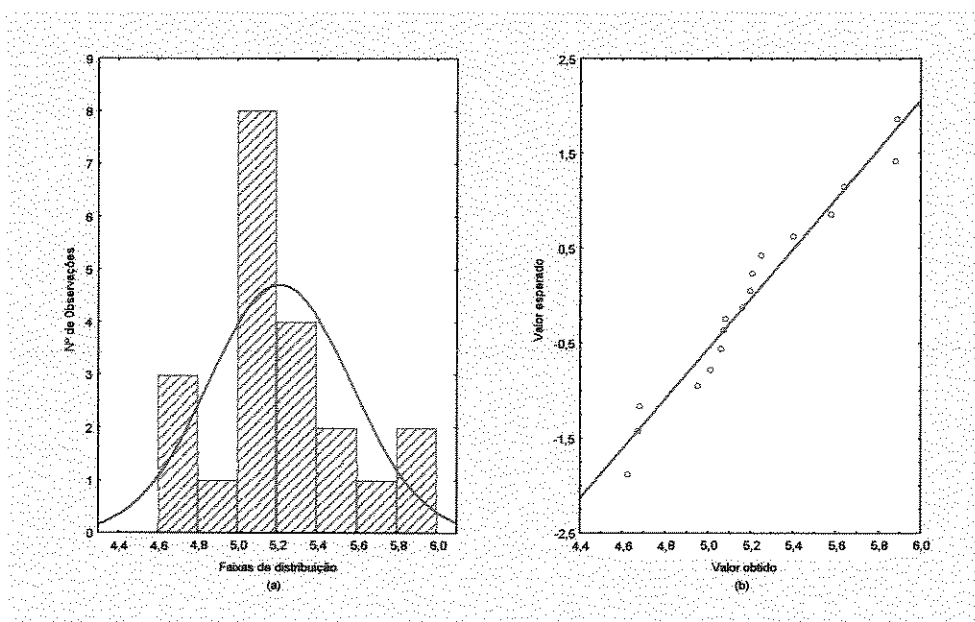 9
8
7
6
5
4
3
2
1
0
Nº de Observações
4,4 4,6 4,8 5,0 5,2 5,4 5,6 5,8 6,0
Faixas de distribuição
(a)
2,5
1,5
0,5
-0,5
-1,5
-2,5
Valor esperado
4,4 4,6 4,8 5,0 5,2 5,4 5,6 5,8 6,0
Valor obtido
(b)